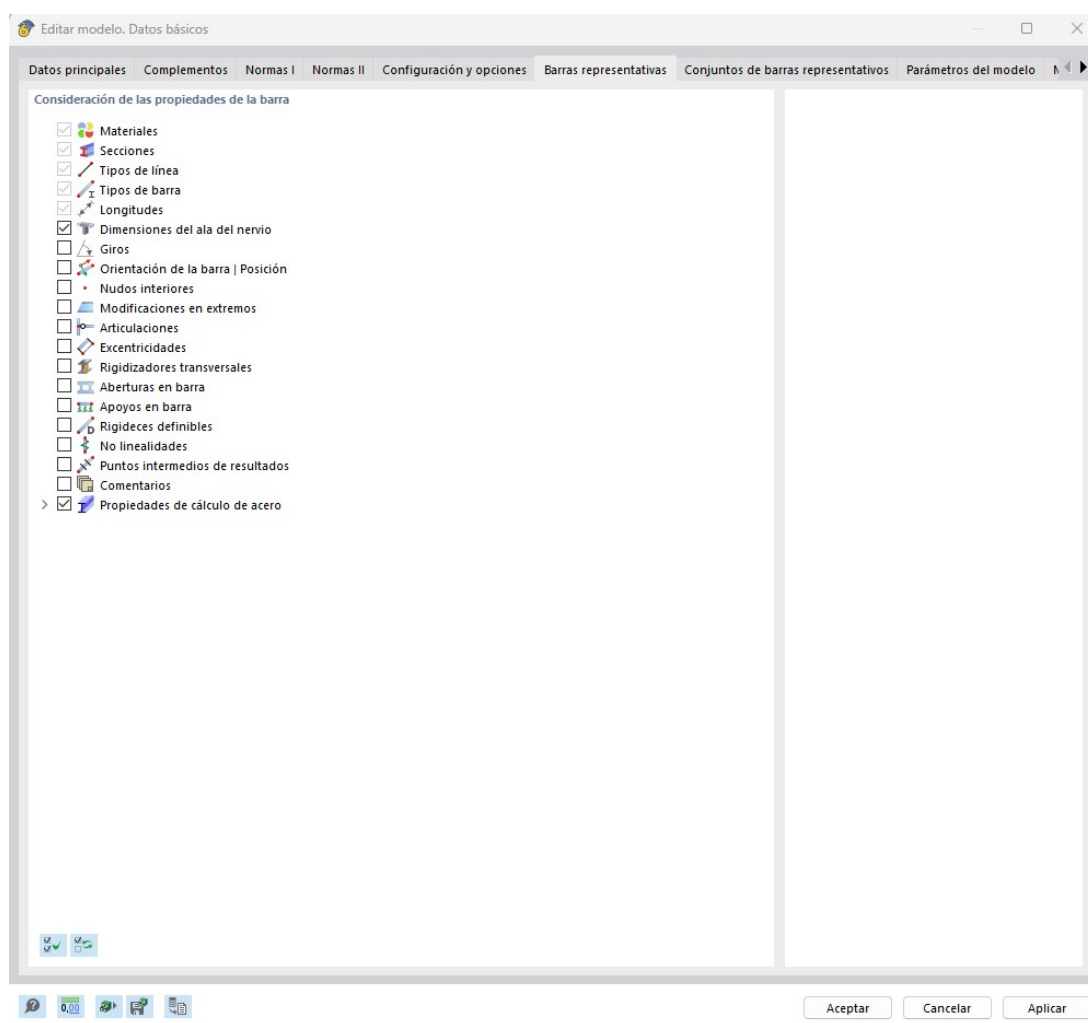 Editar modelo. Datos básicos
Datos principales Complementos Normas I Normas II Configuración y opciones Barras representativas Conjuntos de barras representativos Parámetros del modelo
Consideración de las propiedades de la barra
Materiales
Secciones
Tipos de línea
Tipos de barra
Longitudes
Dimensiones del ala del nervio
Giros
Orientación de la barra | Posición
Nudos interiores
Modificaciones en extremos
Articulaciones
Excentricidades
Rigidizadores transversales
Aberturas en barra
Apoyos en barra
Rigideces definibles
No linealidades
Puntos intermedios de resultados
Comentarios
Propiedades de cálculo de acero
0,00
Aceptar Cancelar Aplicar